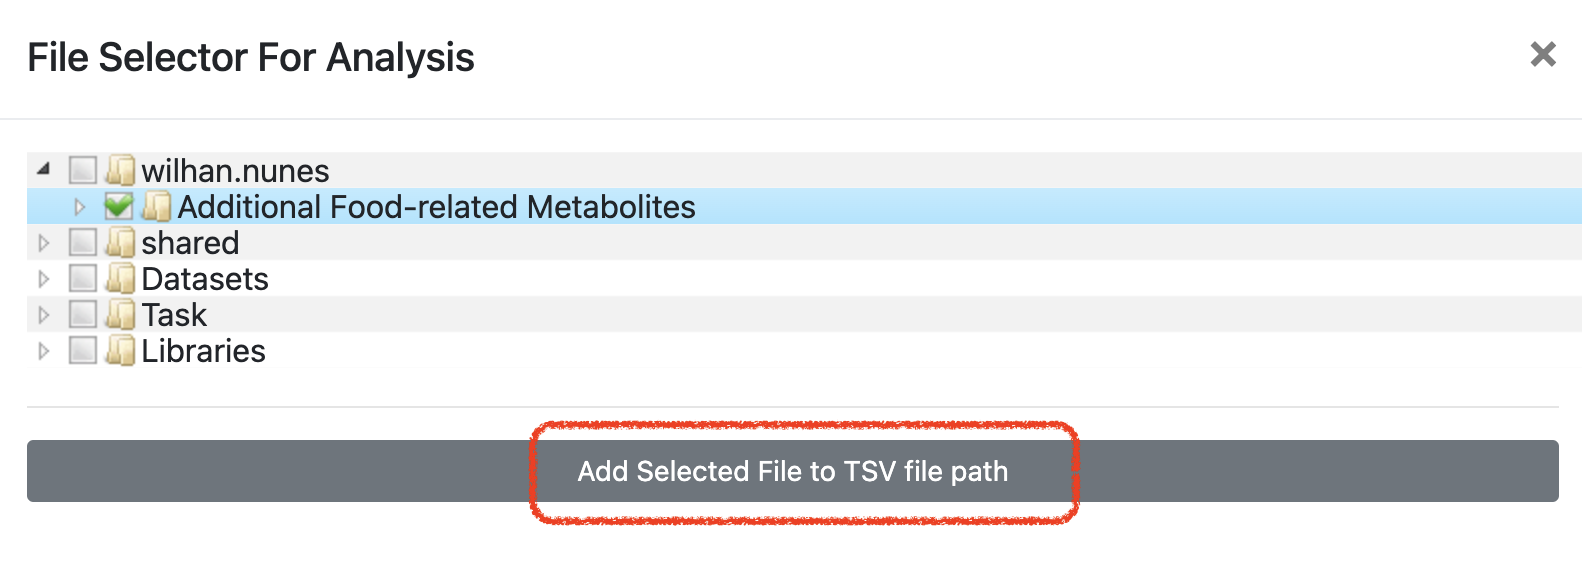 File Selector For Analysis
wilhan.nunes
Additional Food-related Metabolites
shared
Datasets
Task
Libraries
Add Selected File to TSV file path